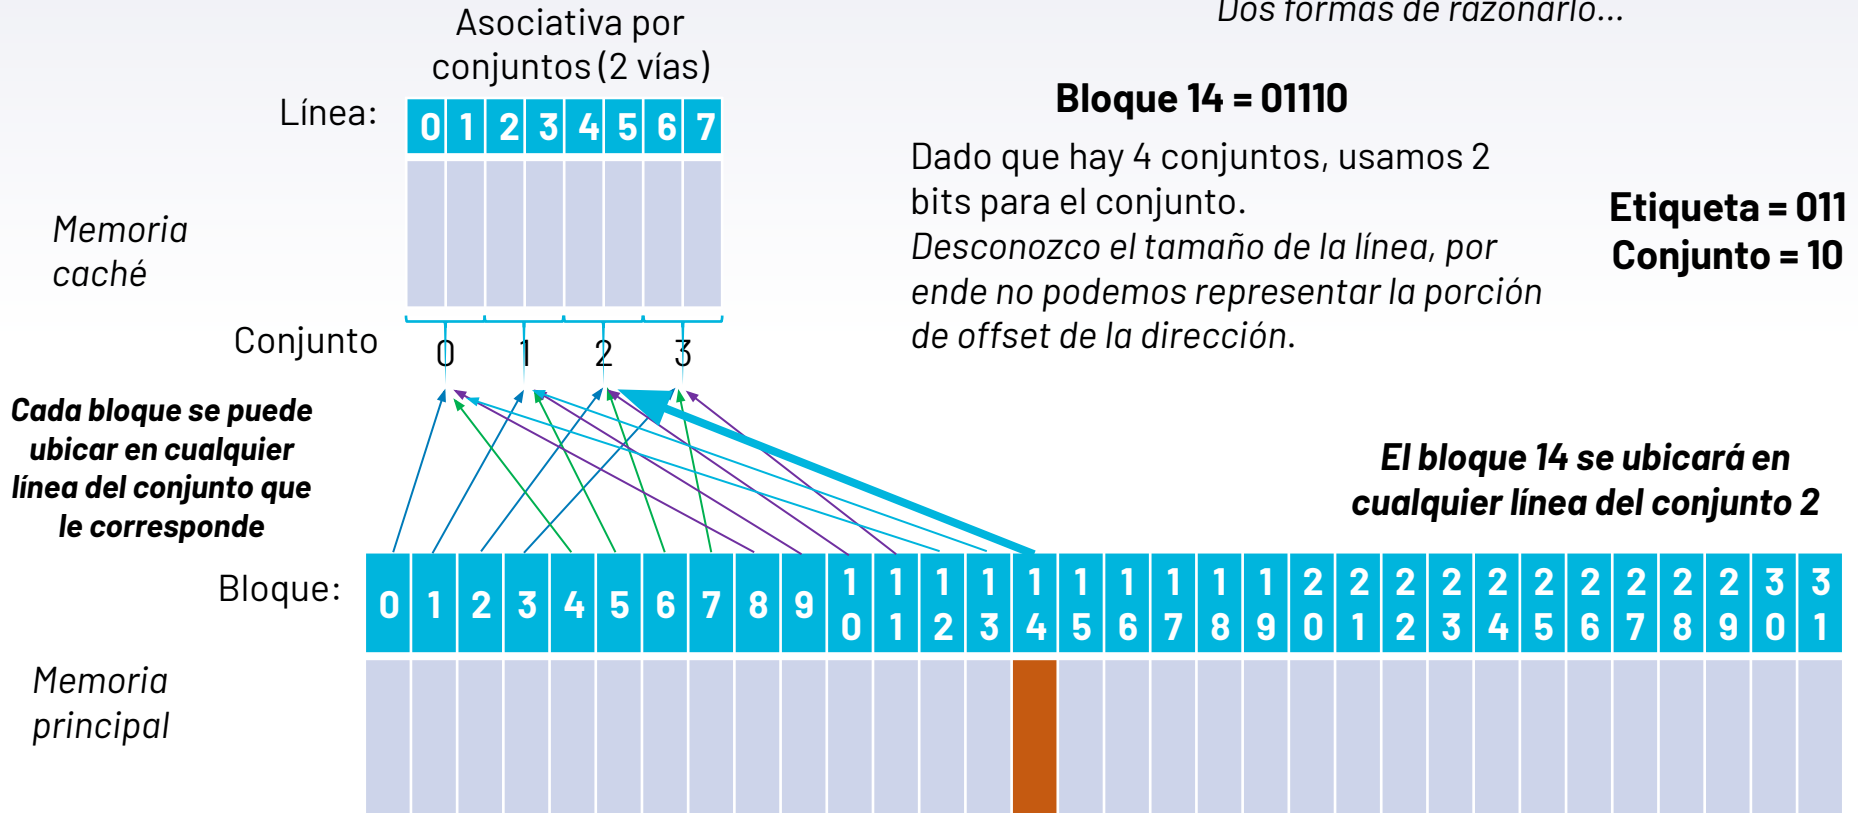 Dos formas de razonarlo...
Asociativa por
conjuntos (2 vías)
Línea:
0 1 2 3 4 5 6 7
Memoria
caché
Conjunto
0 1 2 3
Bloque 14 = 01110
Dado que hay 4 conjuntos, usamos 2
bits para el conjunto.
Desconozco el tamaño de la línea, por
ende no podemos representar la porción
de offset de la dirección.
Etiqueta = 011
Conjunto = 10
Cada bloque se puede
ubicar en cualquier
línea del conjunto que
le corresponde
El bloque 14 se ubicará en
cualquier línea del conjunto 2
Bloque:
0 1 2 3 4 5 6 7 8 9 10 11 12 13 14 15 16 17 18 19 20 21 22 23 24 25 26 27 28 29 30 31
Memoria
principal